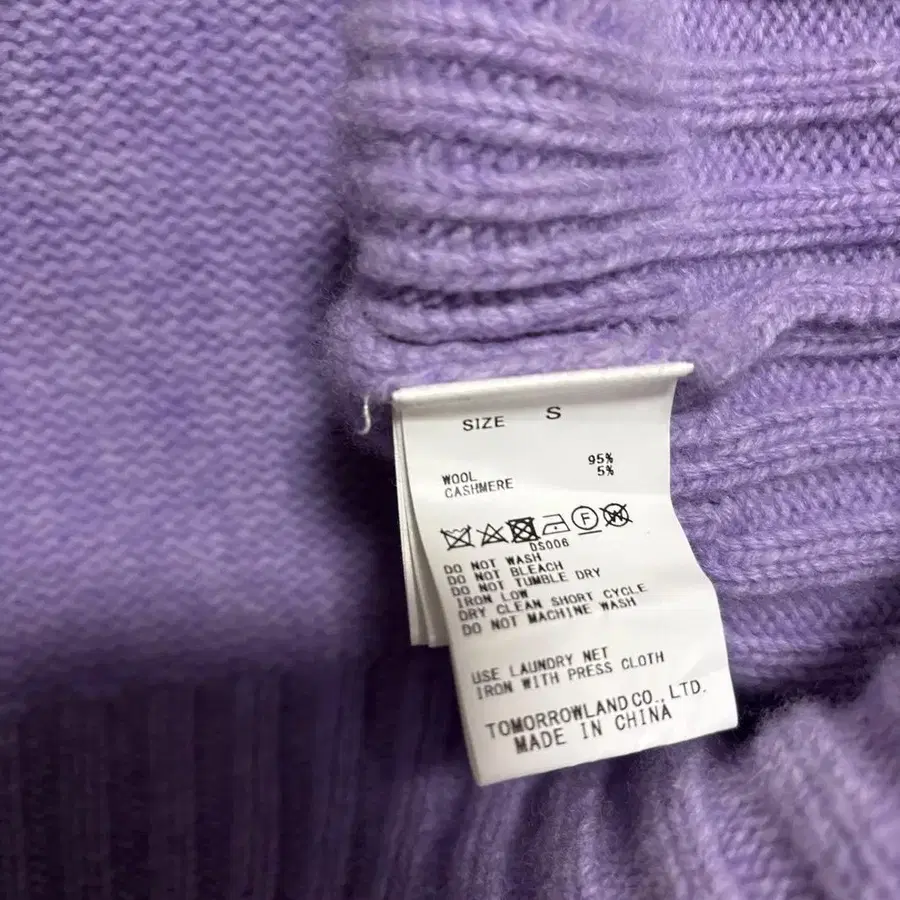 SIZE S
WOOL 95%
CASHMERE 5%
F W
DS006
DO NOT WASH
DO NOT BLEACH
DO NOT TUMBLE DRY
IRON LOW
DRY CLEAN SHORT CYCLE
DO NOT MACHINE WASH
USE LAUNDRY NET
IRON WITH PRESS CLOTH
TOMORROWLAND CO., LTD.
MADE IN CHINA